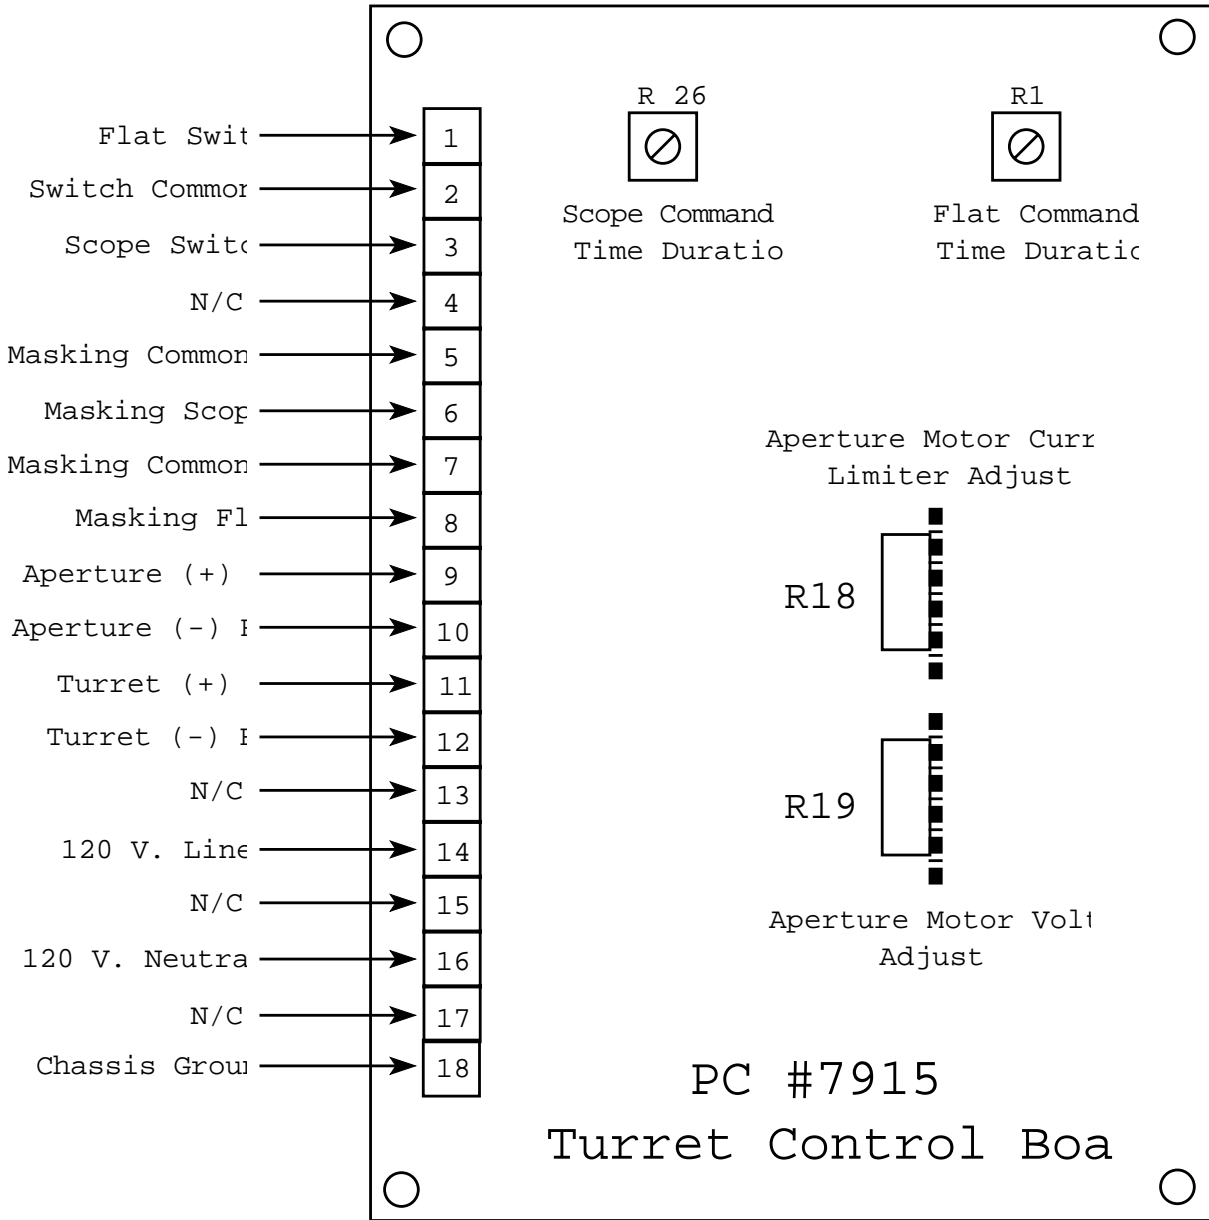 R 26
R1
Flat Swit
1
Switch Common
2
Scope Switc
3
Scope Command
Time Duratio
Flat Command
Time Duratic
N/C
4
Masking Common
5
Masking Scop
6
Masking Common
7
Masking Fl
8
Aperture (+)
9
Aperture (-)
10
Turret (+)
11
Turret (-)
12
N/C
13
120 V. Line
14
N/C
15
120 V. Neutra
16
N/C
17
Chassis Grou
18
Aperture Motor Curr
Limiter Adjust
R18
R19
Aperture Motor Volt
Adjust
PC #7915
Turret Control Boa